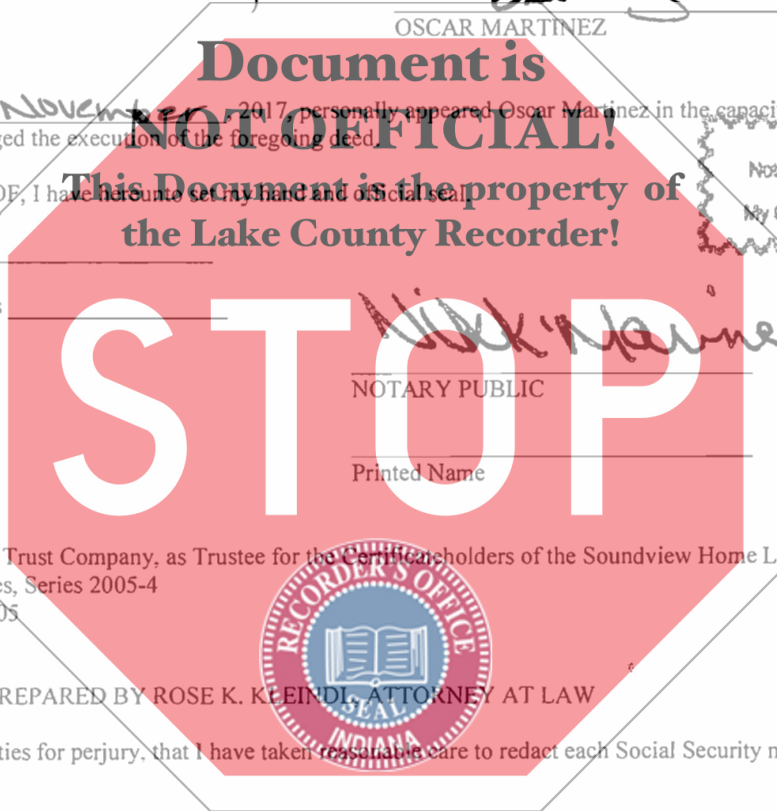 OSCAR MARTINEZ
Document is
November, 2017, personally appeared Oscar Martinez in the capaci
NOT OFFICIAL!
ged the execution of the foregoing deed.
This Document is the property of
OF, I have hereunto set my hand and official seal.
the Lake County Recorder!
My
STOP
NOTARY PUBLIC
Printed Name
Trust Company, as Trustee for the Certificateholders of the Soundview Home L
es, Series 2005-4
05
RECORDER'S OFFICE
SEAL
INDIANA
REPARED BY ROSE K. KLEINDL, ATTORNEY AT LAW
ties for perjury, that I have taken reasonable care to redact each Social Security n